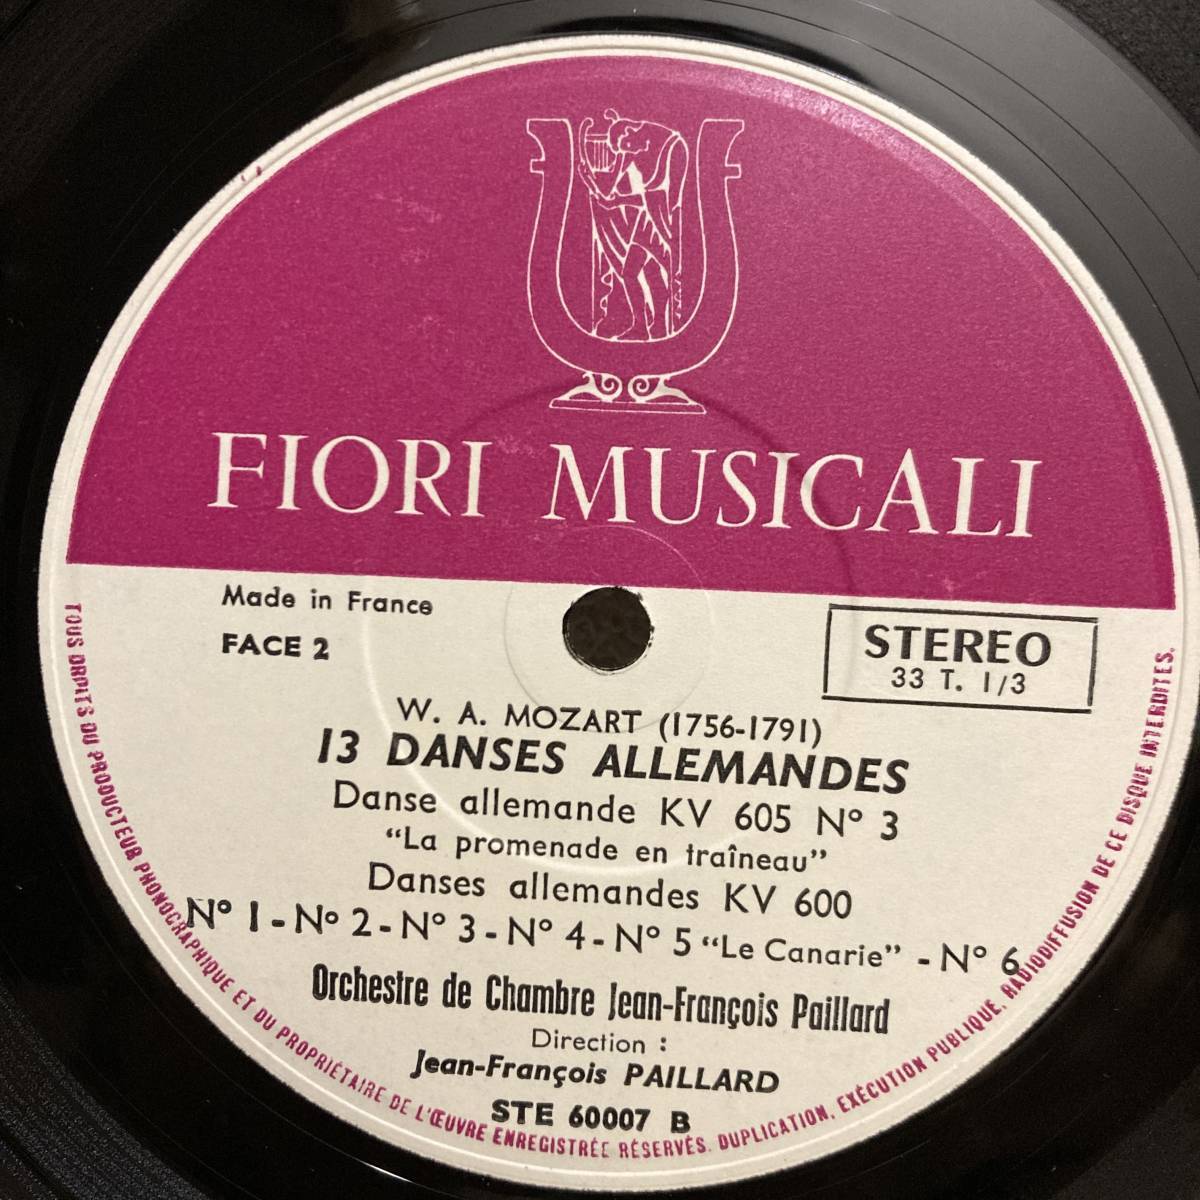 FIORI MUSICALI
Made in France
FACE 2
STEREO
33 T. 1/3
W. A. MOZART (1756-1791)
13 DANSES ALLEMANDES
Danse allemande KV 605 N° 3
“La promenade en traîneau”
Danses allemandes KV 600
N° 1 - N° 2 - N° 3 - N° 4 - N° 5 “Le Canarie” - N° 6
Orchestre de Chambre Jean-François Paillard
Direction :
Jean-François PAILLARD
STE 60007 B
TOUS DROITS DU PRODUCTEUR PHONOGRAPHIQUE ET DU PROPRIÉTAIRE DE L'ŒUVRE ENREGISTRÉE RÉSERVÉS. DUPLICATION, EXÉCUTION PUBLIQUE, RADIODIFFUSION DE CE DISQUE INTERDITES.